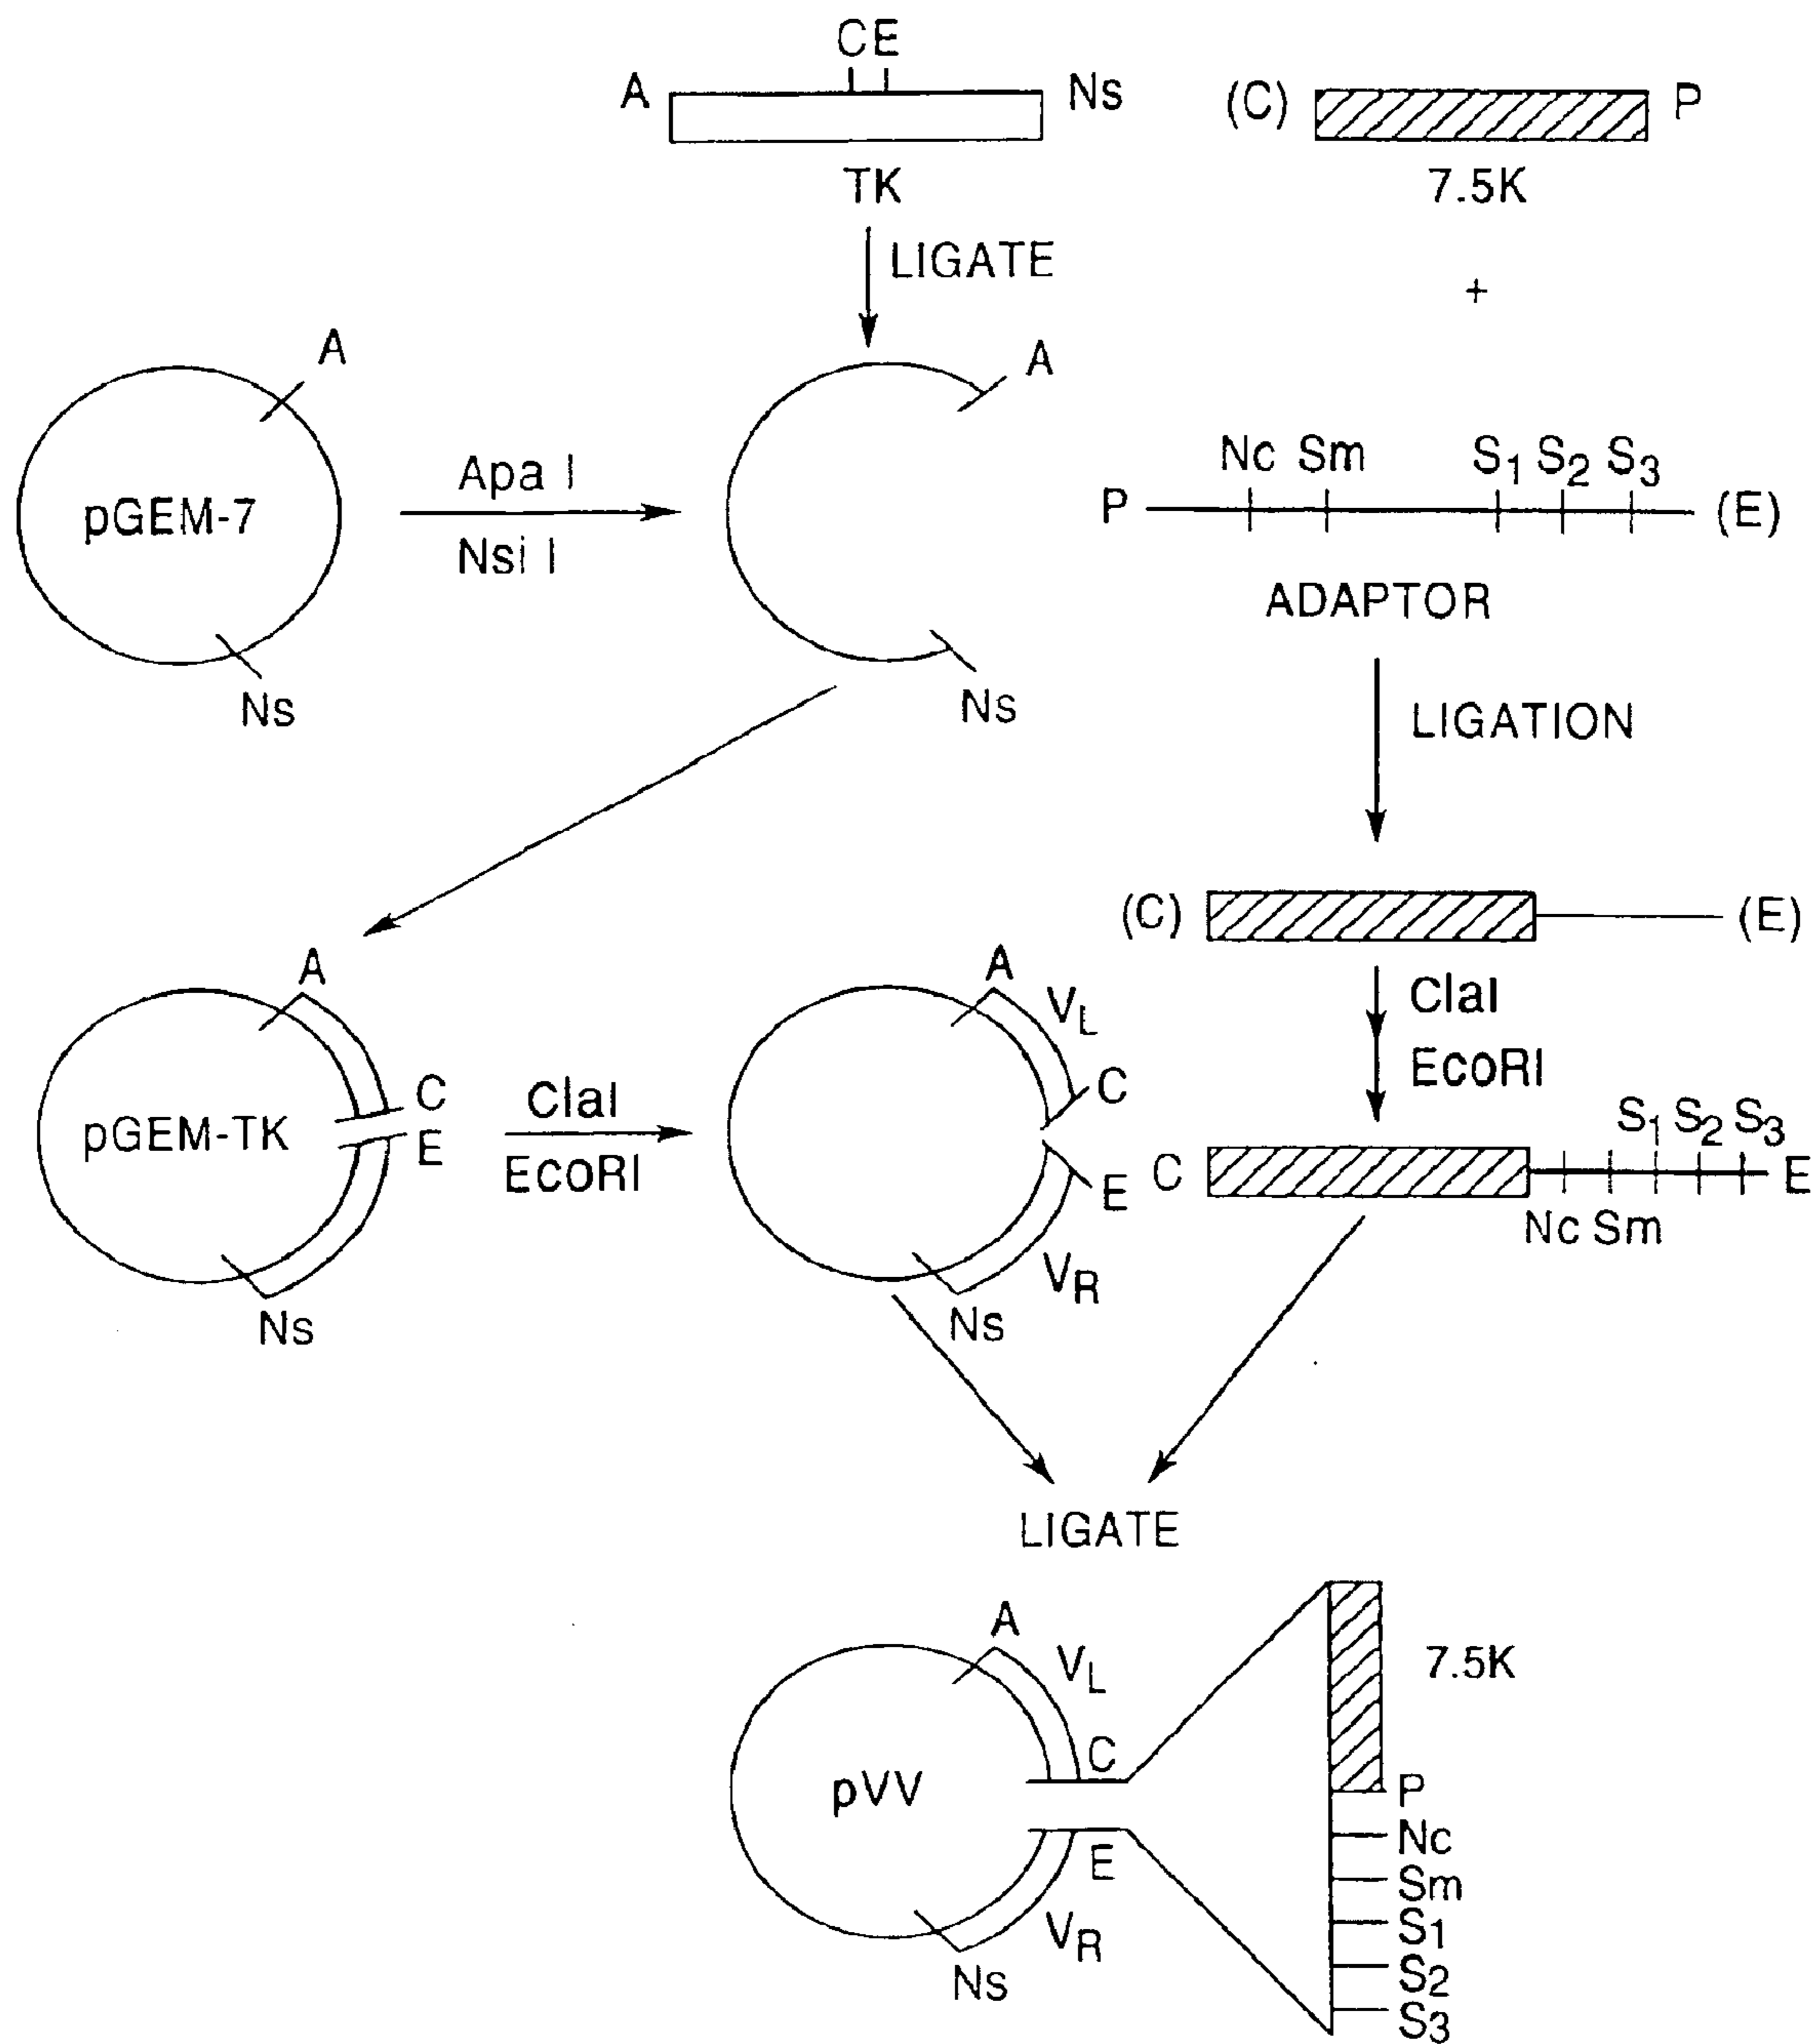 CE
A
Ns
(C)
P
TK
7.5K
LIGATE
+
A
A
pGEM-7
Apa I
Nsi I
Nc Sm
S1 S2 S3
P
(E)
ADAPTOR
Ns
Ns
LIGATION
(C)
(E)
A
A
VL
ClaI
EcoRI
pGEM-TK
C
E
ClaI
EcoRI
C
E
S1 S2 S3
C
E
Nc Sm
Ns
Ns
VR
LIGATE
A
VL
7.5K
C
pVV
P
Nc
E
Sm
VR
S1
Ns
S2
S3